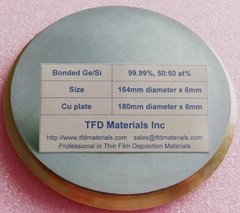 Bonded Ge/Si 99.99%, 50:50 at%
Size 164mm diameter x 6mm
Cu plate 180mm diameter x 6mm
TFD Materials Inc
http://www.tfdmaterials.com sales@tfdmaterials.com
Professional in Thin Film Deposition Materials